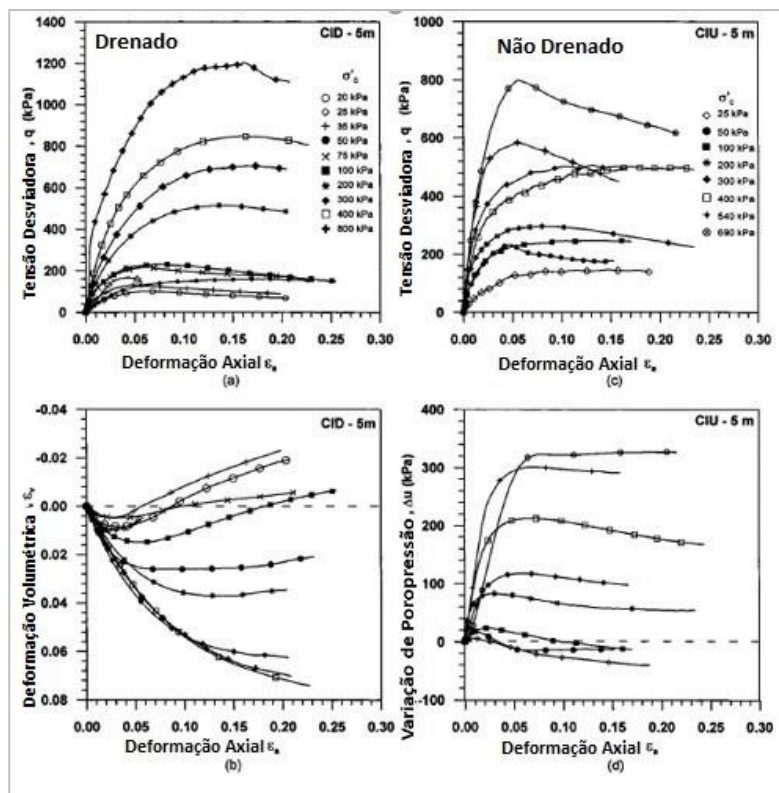 Drenado
CID - 5m
Tensão Desviadora , q (kPa)
1400
1200
1000
800
600
400
200
0
σ'c
20 kPa
25 kPa
35 kPa
50 kPa
75 kPa
100 kPa
200 kPa
300 kPa
400 kPa
800 kPa
0.00 0.05 0.10 0.15 0.20 0.25 0.30
Deformação Axial εa
(a)
Não Drenado
CIU - 5 m
Tensão Desviadora , q (kPa)
1000
800
600
400
200
0
σ'c
25 kPa
50 kPa
100 kPa
200 kPa
300 kPa
400 kPa
540 kPa
690 kPa
0.00 0.05 0.10 0.15 0.20 0.25 0.30
Deformação Axial εa
(c)
CID - 5m
Deformação Volumétrica , εv
-0.04
-0.02
0.00
0.02
0.04
0.06
0.08
0.00 0.05 0.10 0.15 0.20 0.25 0.30
Deformação Axial εa
(b)
CIU - 5 m
Variação de Poropressão , Δu (kPa)
400
300
200
100
0
-100
0.00 0.05 0.10 0.15 0.20 0.25 0.30
Deformação Axial εa
(d)